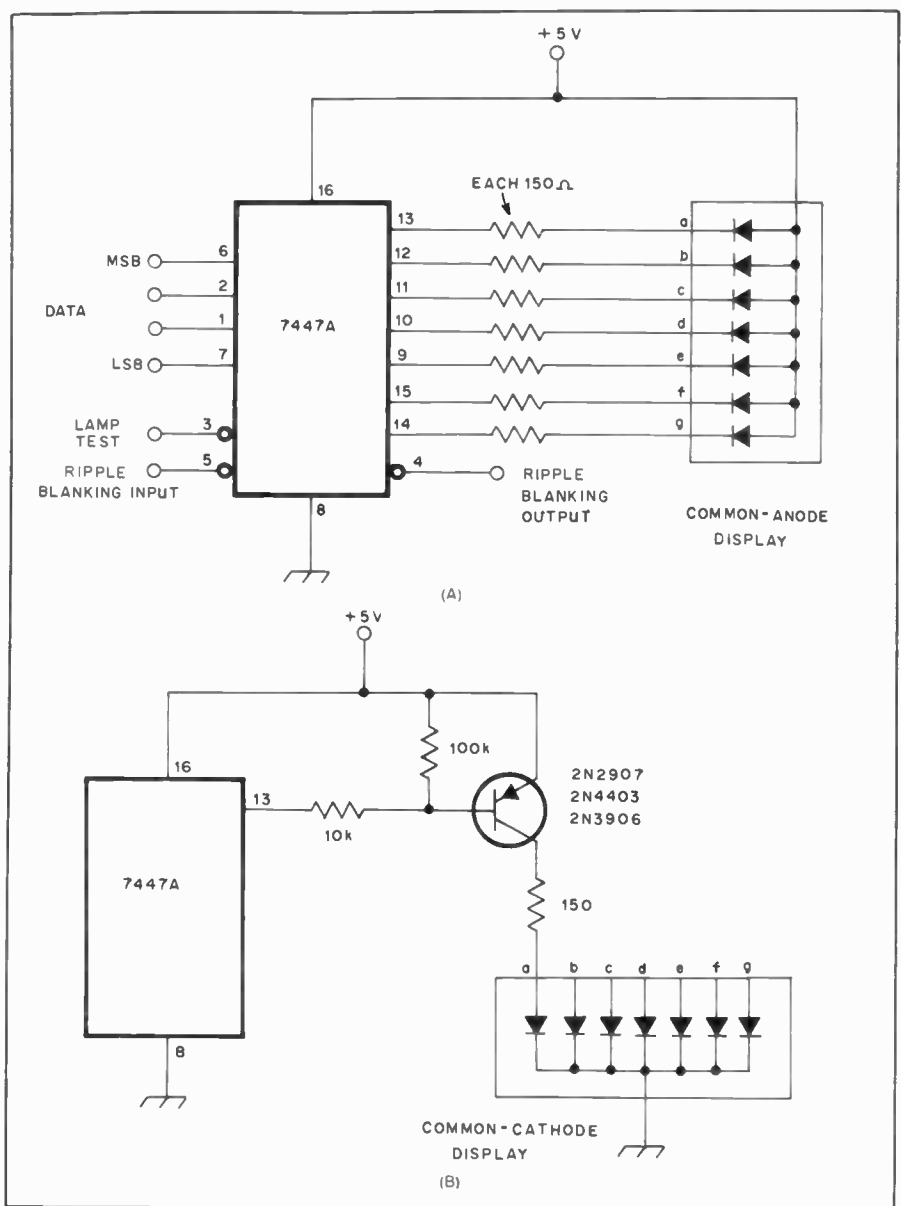 +5V
16
EACH 150Ω
MSB 6
2
DATA
1
LSB 7
7447A
LAMP
TEST
3
RIPPLE
BLANKING INPUT
5
13 a
12 b
11 c
10 d
9 e
15 f
14 g
4 RIPPLE
BLANKING
OUTPUT
8
COMMON-ANODE
DISPLAY
(A)
+5V
16
100k
13
10k
2N2907
2N4403
2N3906
7447A
150
a b c d e f g
8
COMMON-CATHODE
DISPLAY
(B)